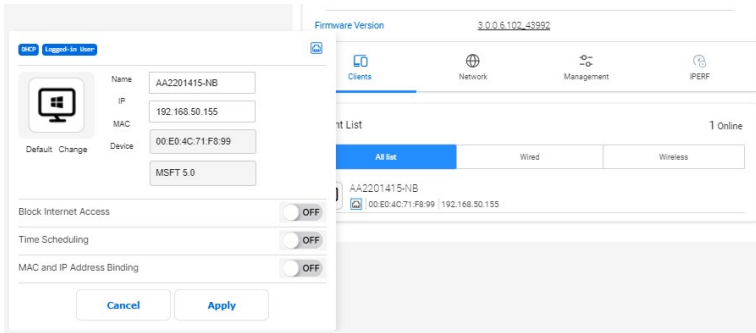 Firmware Version 3.0.0.6.102_43992
Clients Network Management IPERF
nt List 1 Online
All list Wired Wireless
AA2201415-NB
00:E0:4C:71:F8:99 192.168.50.155
DHCP Logged-in User
Name AA2201415-NB
IP 192.168.50.155
MAC 00:E0:4C:71:F8:99
Device MSFT 5.0
Default Change
Block Internet Access OFF
Time Scheduling OFF
MAC and IP Address Binding OFF
Cancel Apply